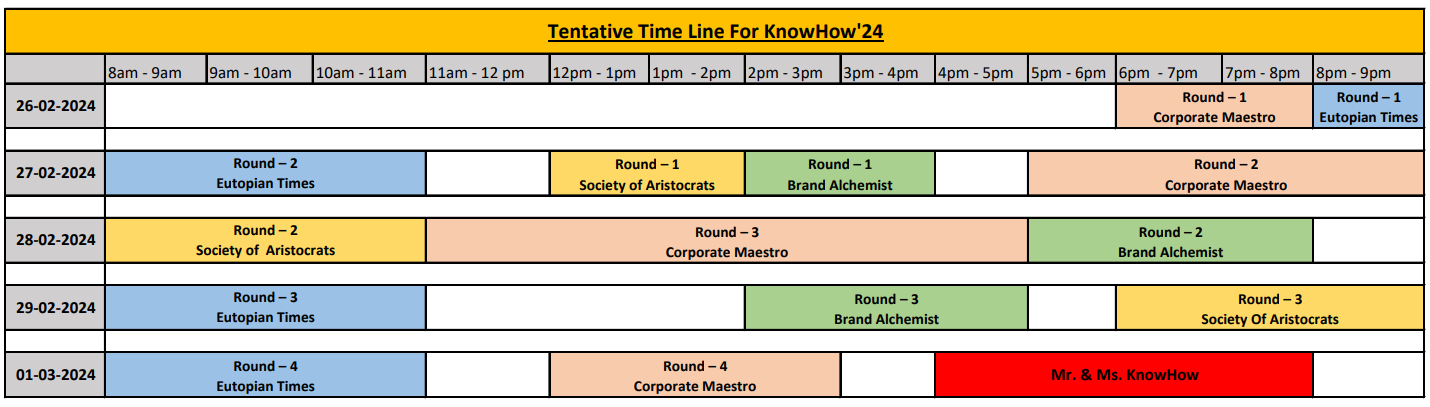 Tentative Time Line For KnowHow'24
8am - 9am 9am - 10am 10am - 11am 11am - 12 pm 12pm - 1pm 1pm - 2pm 2pm - 3pm 3pm - 4pm 4pm - 5pm 5pm - 6pm 6pm - 7pm 7pm - 8pm 8pm - 9pm
26-02-2024
Round – 1
Corporate Maestro
Round – 1
Eutopian Times
27-02-2024
Round – 2
Eutopian Times
Round – 1
Society of Aristocrats
Round – 1
Brand Alchemist
Round – 2
Corporate Maestro
28-02-2024
Round – 2
Society of Aristocrats
Round – 3
Corporate Maestro
Round – 2
Brand Alchemist
29-02-2024
Round – 3
Eutopian Times
Round – 3
Brand Alchemist
Round – 3
Society Of Aristocrats
01-03-2024
Round – 4
Eutopian Times
Round – 4
Corporate Maestro
Mr. & Ms. KnowHow